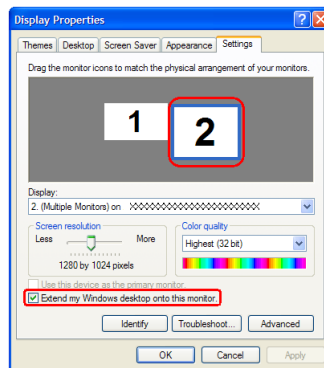 Display Properties
Themes Desktop Screen Saver Appearance Settings
Drag the monitor icons to match the physical arrangement of your monitors.
1
2
Display:
2. (Multiple Monitors) on XXXXXXXXXXXXXXXXXXXXXXX
Screen resolution
Less More
1280 by 1024 pixels
Color quality
Highest (32 bit)
Use this device as the primary monitor.
Extend my Windows desktop onto this monitor.
Identify Troubleshoot... Advanced
OK Cancel Apply